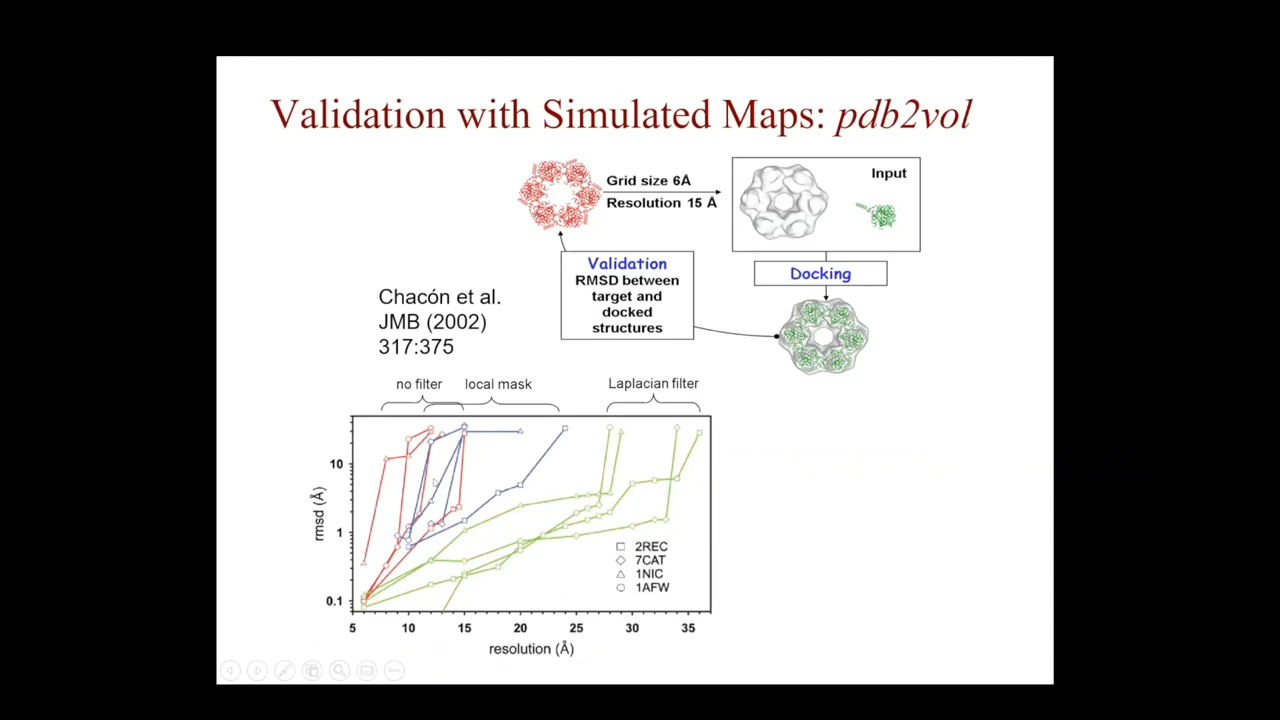 Validation with Simulated Maps: pdb2vol
Grid size 6Å
Resolution 15 Å
Input
Validation
RMSD between
target and
docked
structures
Docking
Chacón et al.
JMB (2002)
317:375
no filter
local mask
Laplacian filter
10
1
0.1
rmsd (Å)
2REC
7CAT
1NIC
1AFW
5 10 15 20 25 30 35
resolution (Å)